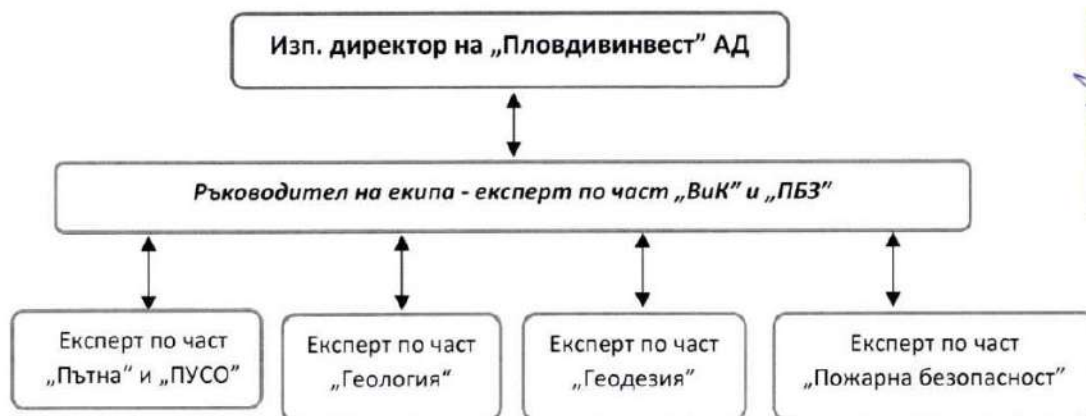 Изп. директор на „Пловдивинвест” АД
Ръководител на екипа - експерт по част „ВиК” и „ПБЗ”
Експерт по част
„Пътна“ и „ПУСО”
Експерт по част
„Геология“
Експерт по част
„Геодезия”
Експерт по част
„Пожарна безопасност”